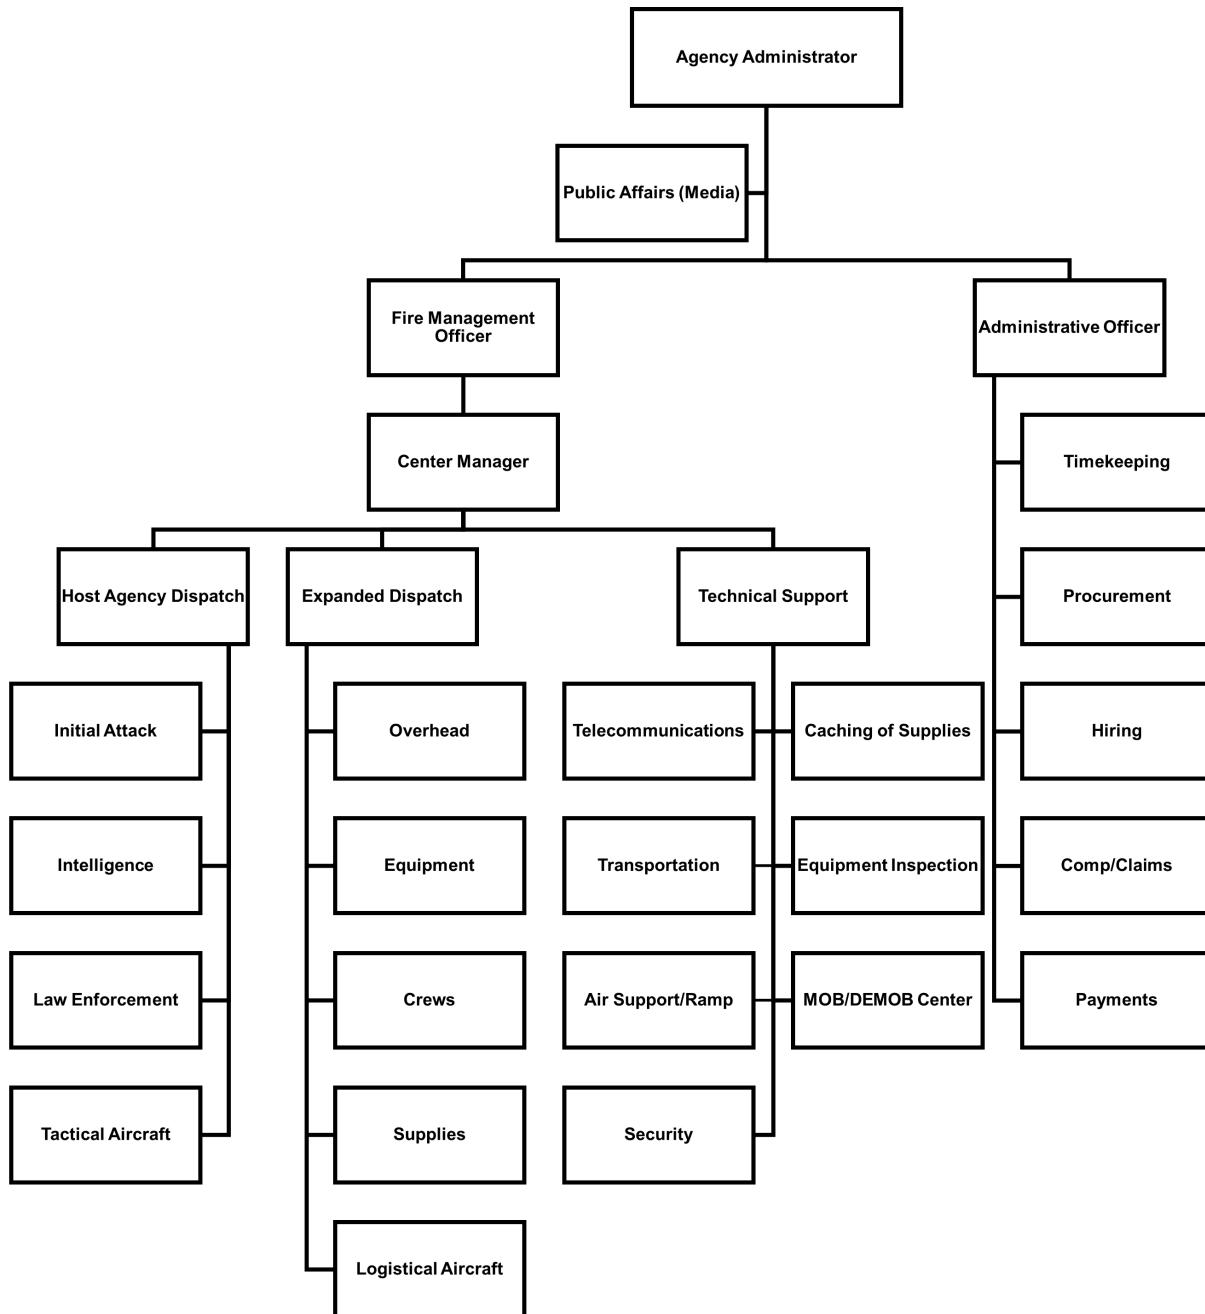 Agency Administrator
Public Affairs (Media)
Fire Management
Officer
Administrative Officer
Center Manager
Timekeeping
Host Agency Dispatch
Expanded Dispatch
Technical Support
Procurement
Initial Attack
Overhead
Telecommunications
Caching of Supplies
Hiring
Intelligence
Equipment
Transportation
Equipment Inspection
Comp/Claims
Law Enforcement
Crews
Air Support/Ramp
MOB/DEMOB Center
Payments
Tactical Aircraft
Supplies
Security
Logistical Aircraft